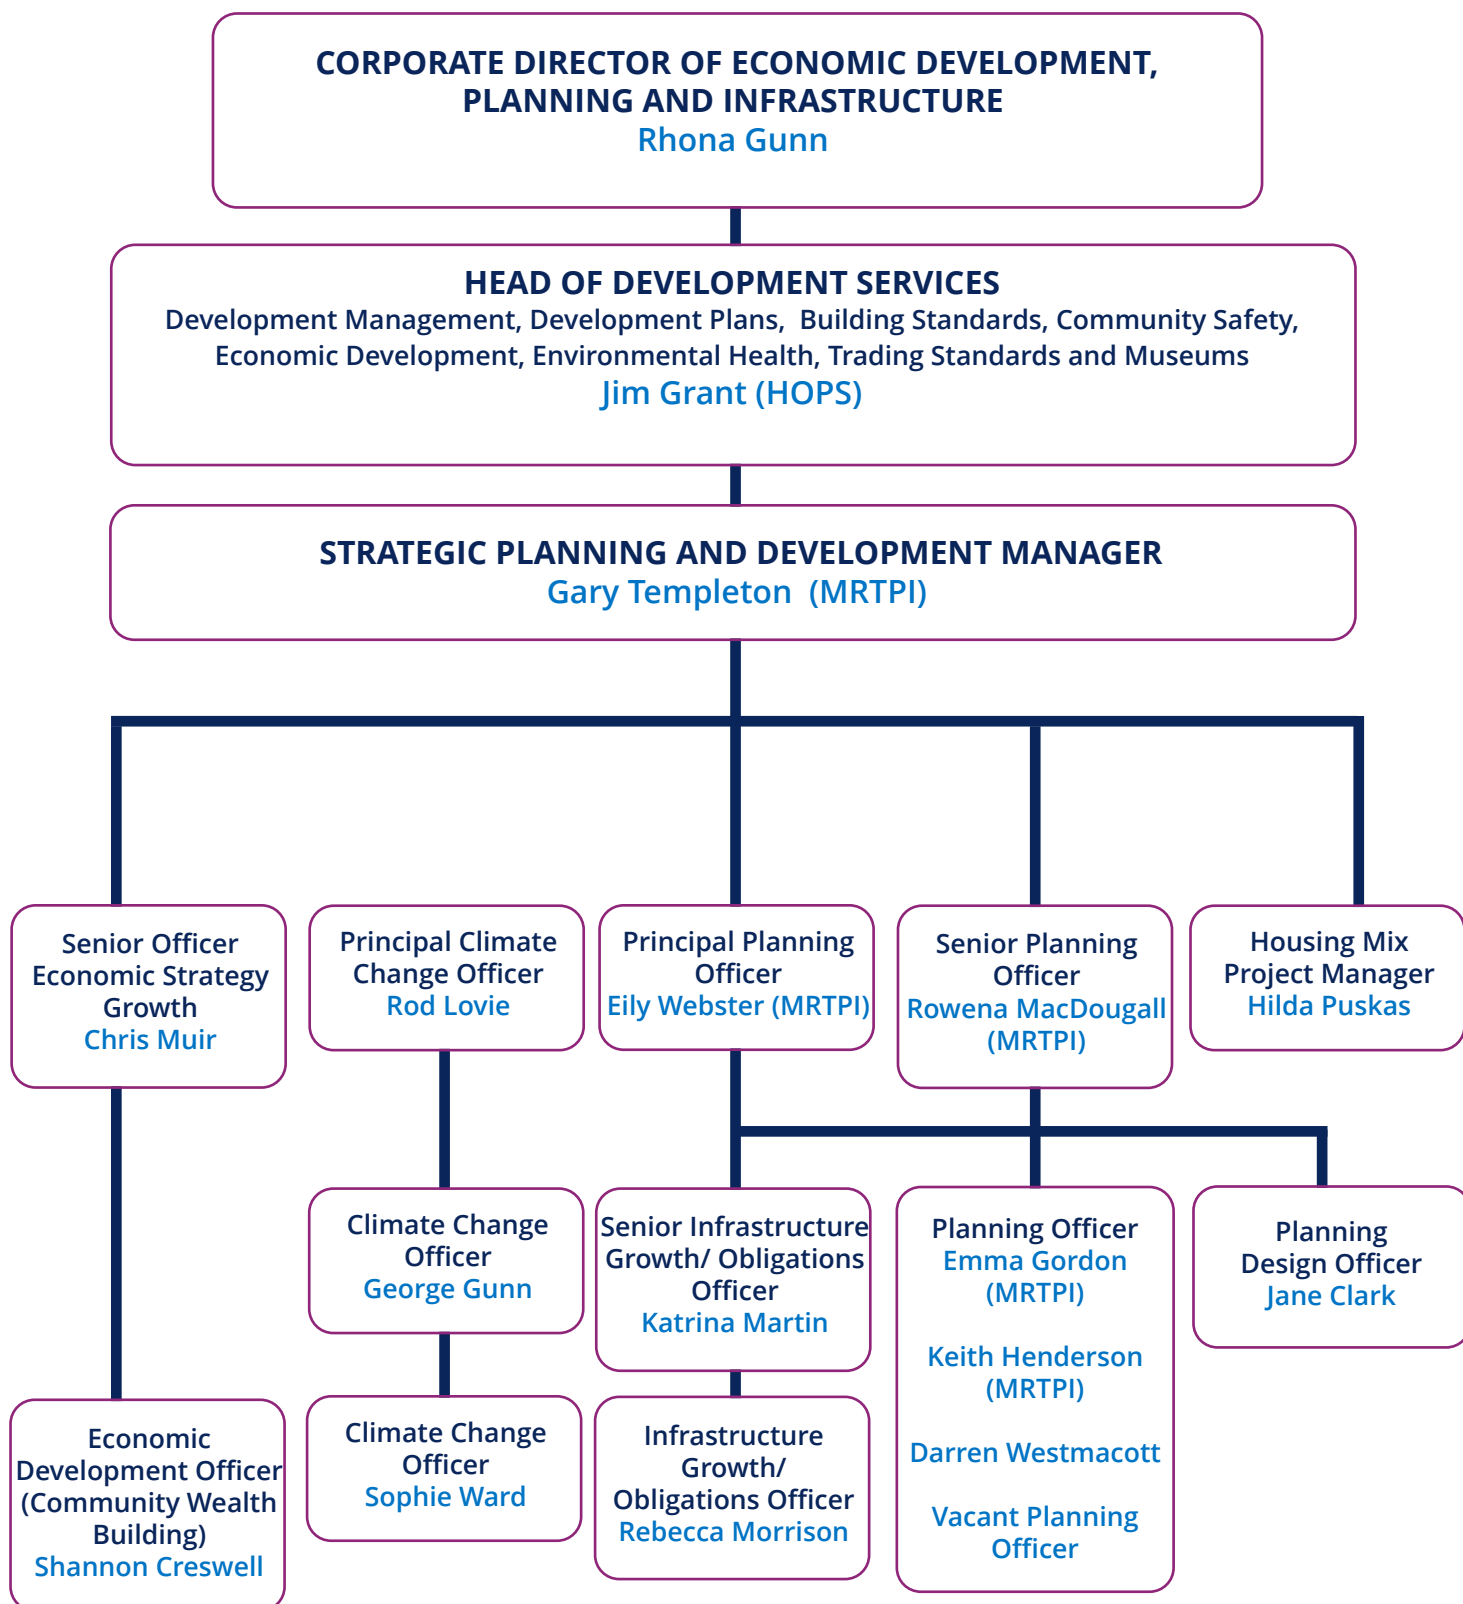 CORPORATE DIRECTOR OF ECONOMIC DEVELOPMENT,
PLANNING AND INFRASTRUCTURE
Rhona Gunn
HEAD OF DEVELOPMENT SERVICES
Development Management, Development Plans, Building Standards, Community Safety,
Economic Development, Environmental Health, Trading Standards and Museums
Jim Grant (HOPS)
STRATEGIC PLANNING AND DEVELOPMENT MANAGER
Gary Templeton (MRTPI)
Senior Officer
Economic Strategy
Growth
Chris Muir
Principal Climate
Change Officer
Rod Lovie
Principal Planning
Officer
Eily Webster (MRTPI)
Senior Planning
Officer
Rowena MacDougall
(MRTPI)
Housing Mix
Project Manager
Hilda Puskas
Climate Change
Officer
George Gunn
Senior Infrastructure
Growth/ Obligations
Officer
Katrina Martin
Planning Officer
Emma Gordon
(MRTPI)
Keith Henderson
(MRTPI)
Darren Westmacott
Vacant Planning
Officer
Planning
Design Officer
Jane Clark
Economic
Development Officer
(Community Wealth
Building)
Shannon Creswell
Climate Change
Officer
Sophie Ward
Infrastructure
Growth/
Obligations Officer
Rebecca Morrison